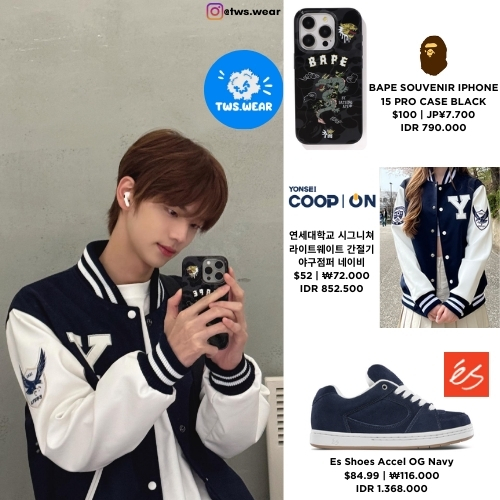 @tws.wear
TWS.WEAR
BAPE
BAPE SOUVENIR IPHONE
15 PRO CASE BLACK
$100 | JP¥7.700
IDR 790.000
YONSEI
COOP | ON
연세대학교 시그니쳐
라이트웨이트 간절기
야구점퍼 네이비
$52 | ₩72.000
IDR 852.500
Y
BAPE
Y
éS
Es Shoes Accel OG Navy
$84.99 | ₩116.000
IDR 1.368.000